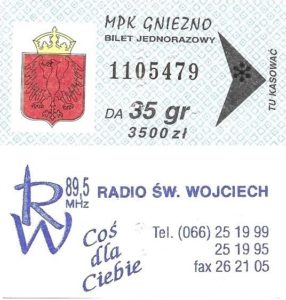 MPK GNIEZNO
BILET JEDNORAZOWY
1105479
DA 35 gr
3500 zł
TU KASOWAĆ
RW
89,5
MHz
RADIO ŚW. WOJCIECH
Coś
dla
Ciebie
Tel. (066) 25 19 99
25 19 95
fax 26 21 05